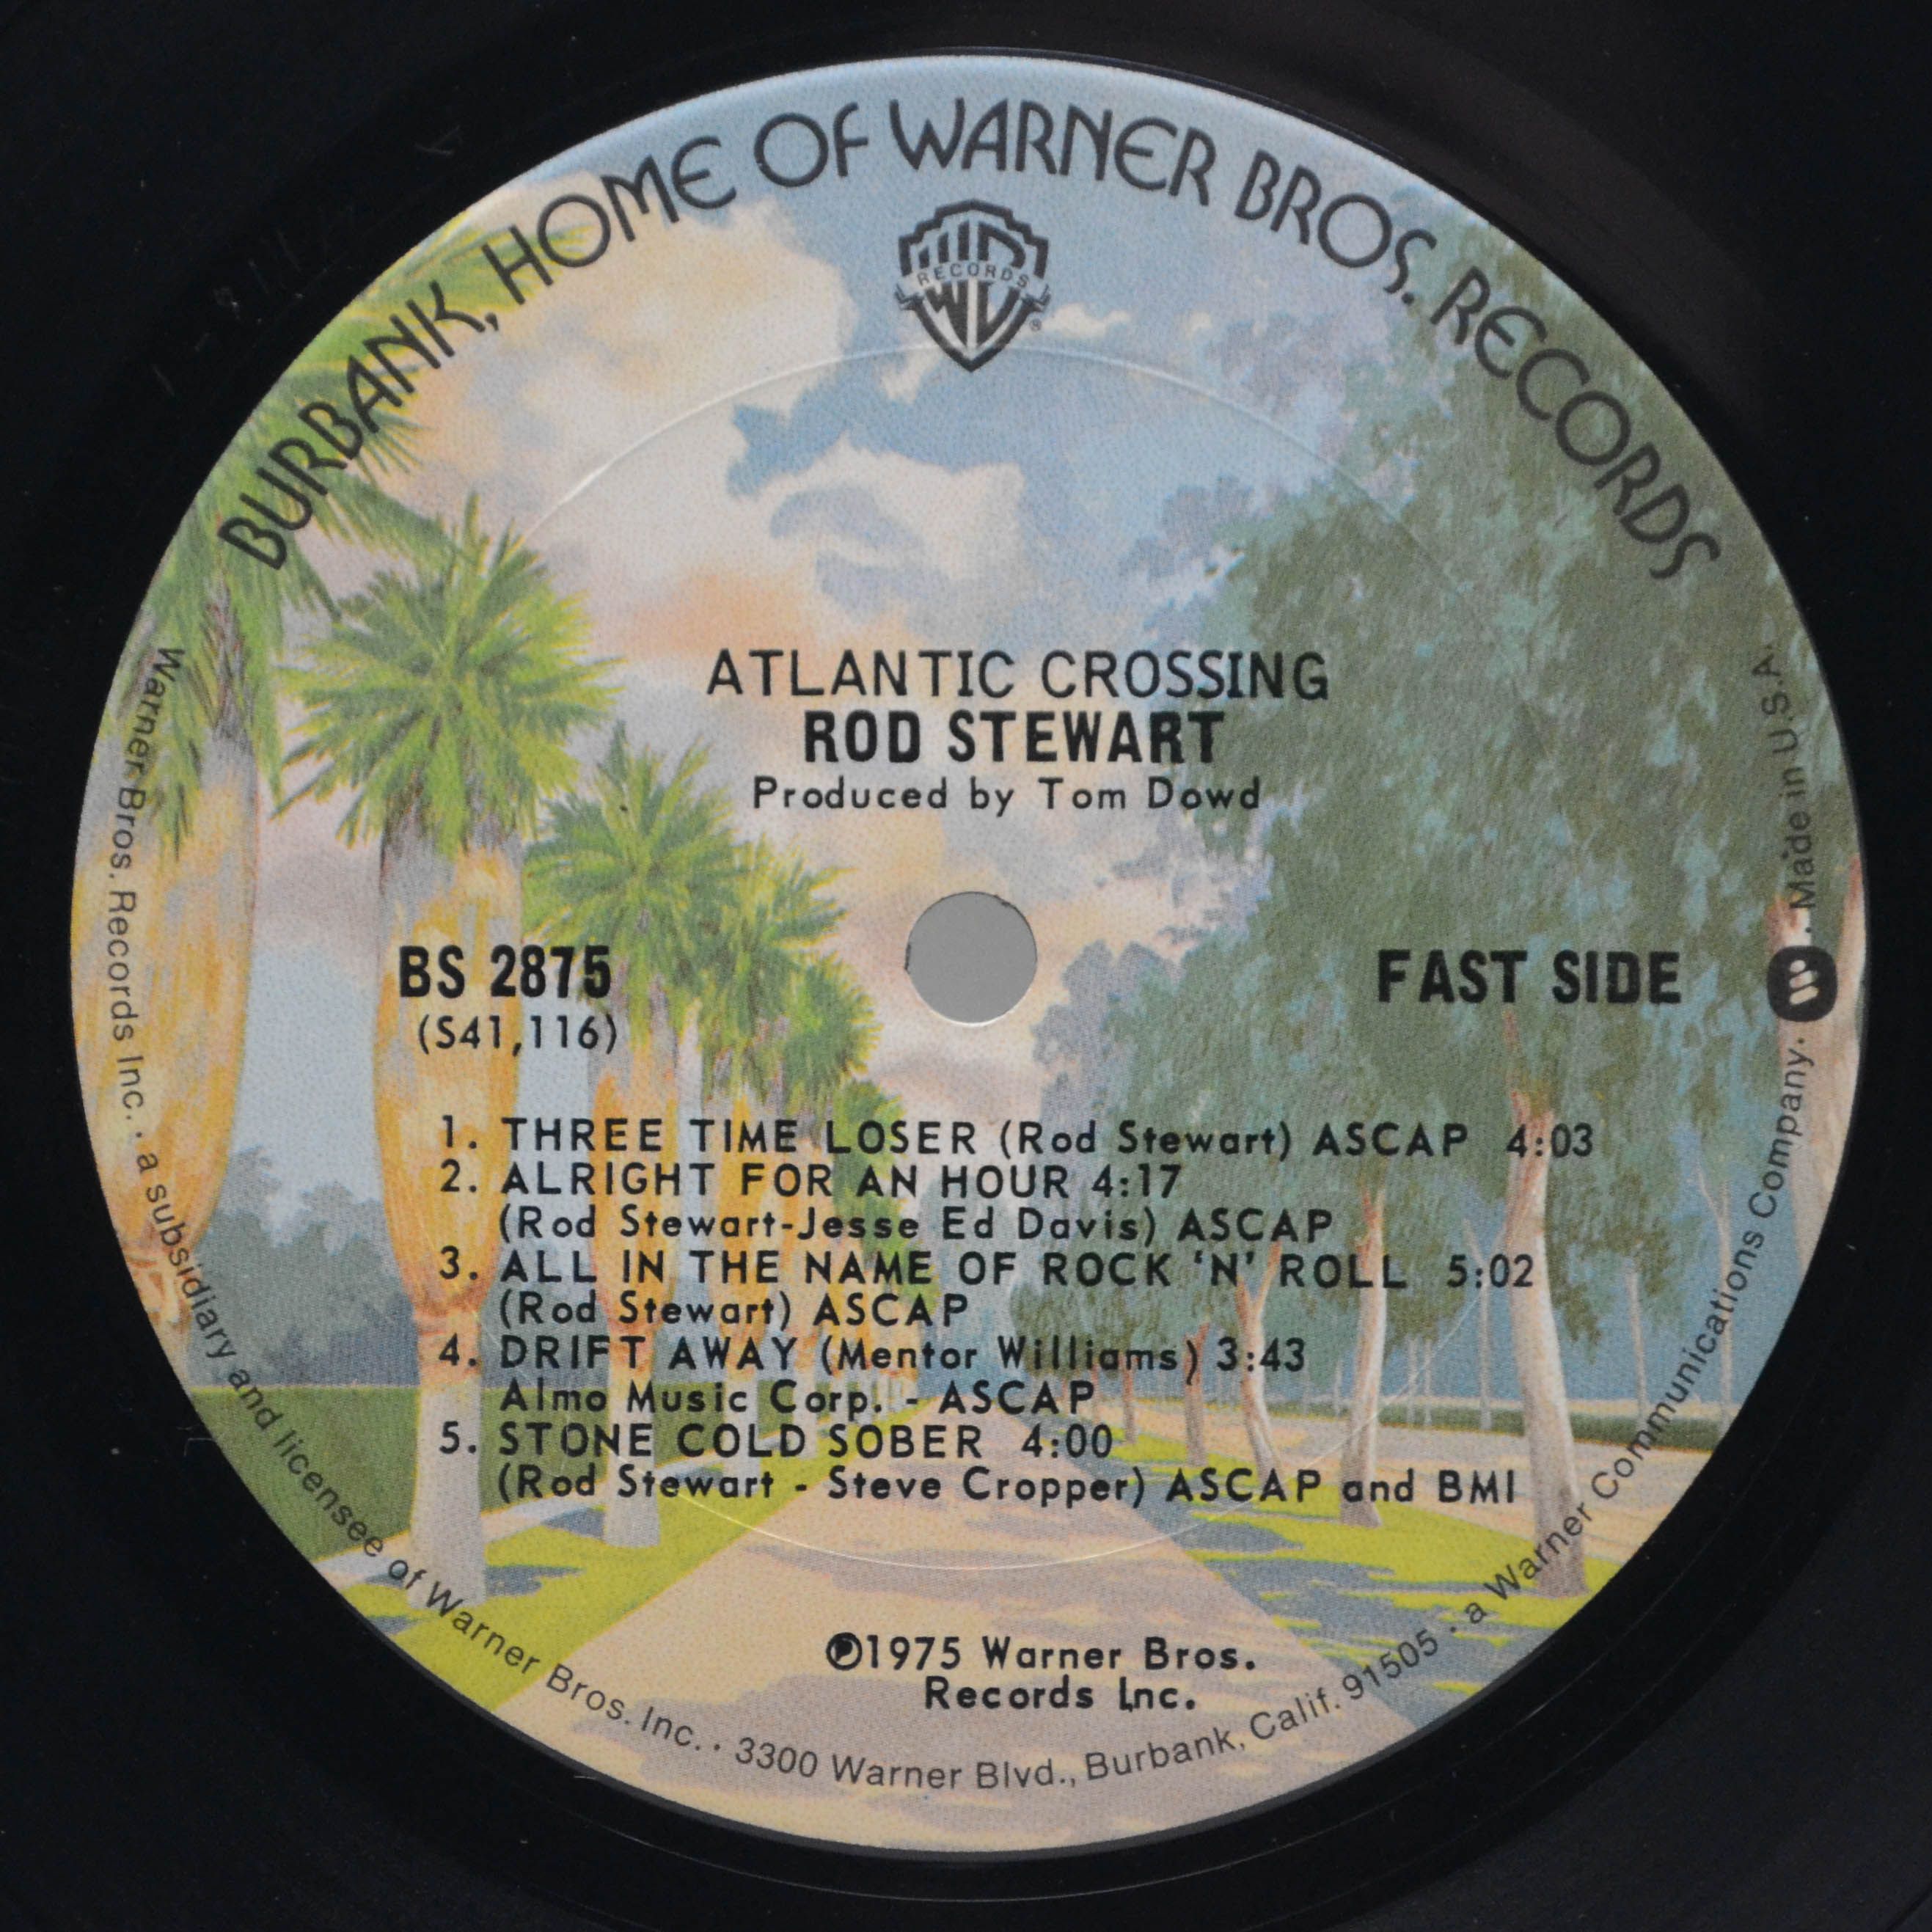 BURBANK, HOME OF WARNER BROS. RECORDS
RECORDS
ATLANTIC CROSSING
ROD STEWART
Produced by Tom Dowd
BS 2875
(S41,116)
FAST SIDE
1. THREE TIME LOSER (Rod Stewart) ASCAP 4:03
2. ALRIGHT FOR AN HOUR 4:17
(Rod Stewart-Jesse Ed Davis) ASCAP
3. ALL IN THE NAME OF ROCK 'N' ROLL 5:02
(Rod Stewart) ASCAP
4. DRIFT AWAY (Mentor Williams) 3:43
Almo Music Corp. - ASCAP
5. STONE COLD SOBER 4:00
(Rod Stewart - Steve Cropper) ASCAP and BMI
℗1975 Warner Bros.
Records Inc.
Warner Bros. Records Inc. · a subsidiary and licensee of Warner Bros. Inc. · 3300 Warner Blvd., Burbank, Calif. 91505 · a Warner Communications Company. · Made in U.S.A.